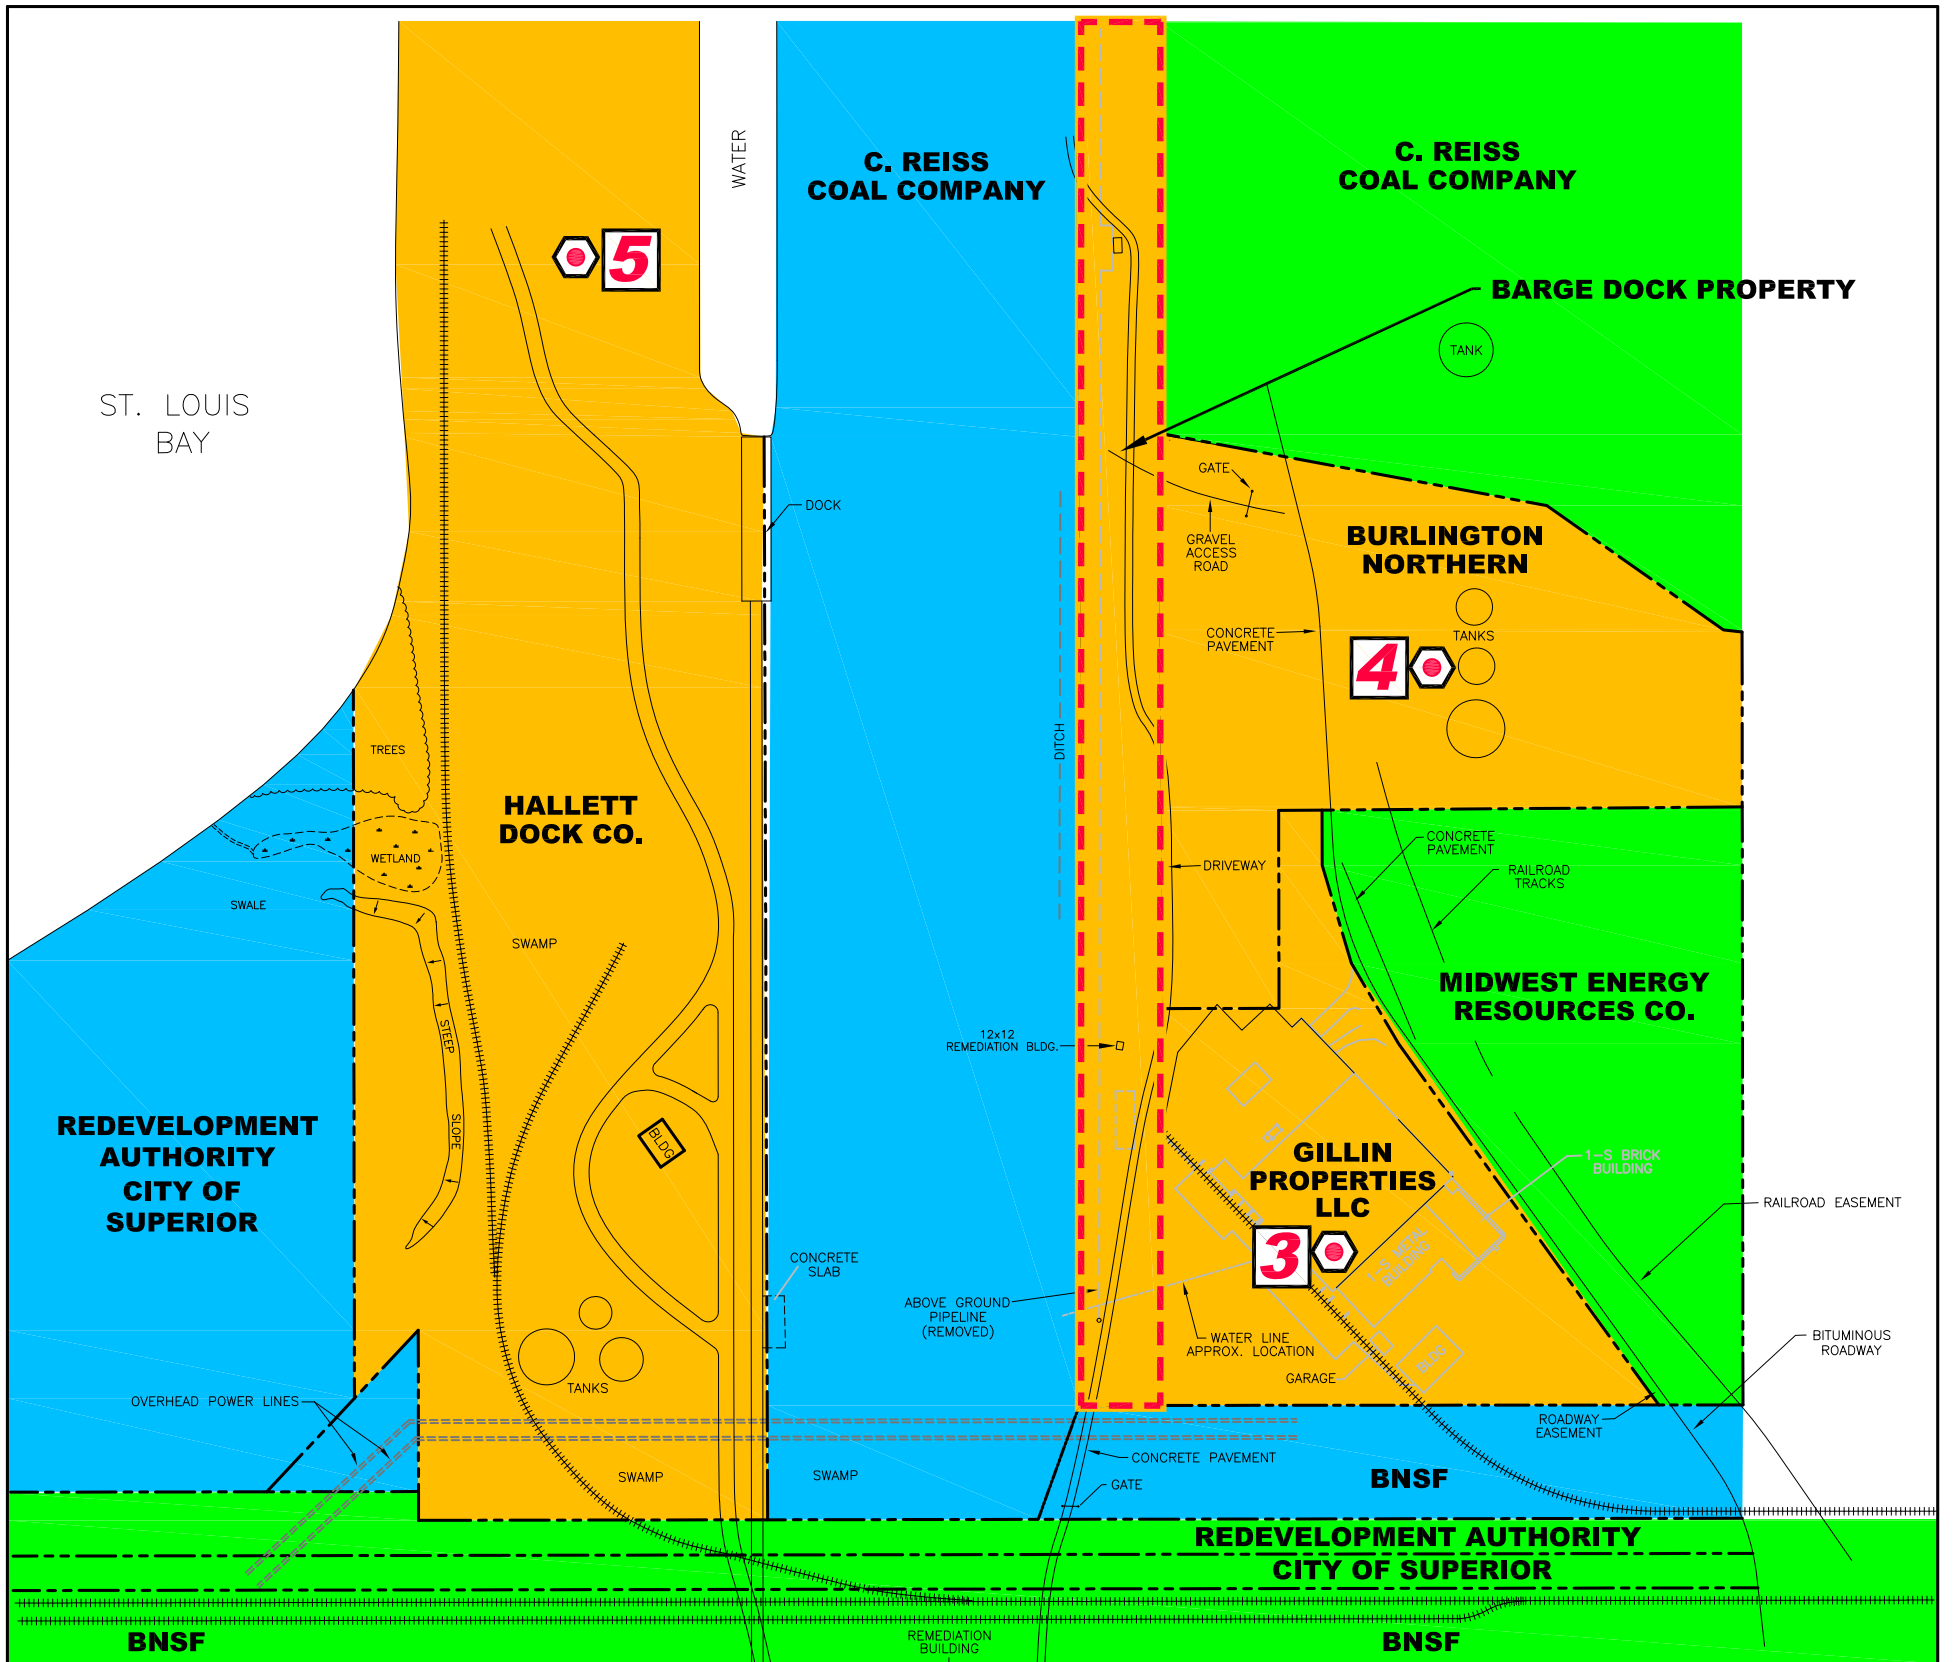 WATER
C. REISS
COAL COMPANY
C. REISS
COAL COMPANY
5
BARGE DOCK PROPERTY
TANK
ST. LOUIS
BAY
GATE
DOCK
GRAVEL
ACCESS
ROAD
BURLINGTON
NORTHERN
CONCRETE
PAVEMENT
TANKS
4
DITCH
TREES
HALLETT
DOCK CO.
WETLAND
CONCRETE
PAVEMENT
DRIVEWAY
RAILROAD
TRACKS
SWALE
SWAMP
MIDWEST ENERGY
RESOURCES CO.
STEEP
SLOPE
12x12
REMEDIATION BLDG.
REDEVELOPMENT
AUTHORITY
CITY OF
SUPERIOR
BLDG
GILLIN
PROPERTIES
LLC
1-S BRICK
BUILDING
RAILROAD EASEMENT
3
1-S METAL
BUILDING
CONCRETE
SLAB
ABOVE GROUND
PIPELINE
(REMOVED)
WATER LINE
APPROX. LOCATION
BITUMINOUS
ROADWAY
BLDG
GARAGE
TANKS
OVERHEAD POWER LINES
ROADWAY
EASEMENT
CONCRETE PAVEMENT
SWAMP
SWAMP
GATE
BNSF
REDEVELOPMENT AUTHORITY
CITY OF SUPERIOR
BNSF
REMEDIATION
BUILDING
BNSF